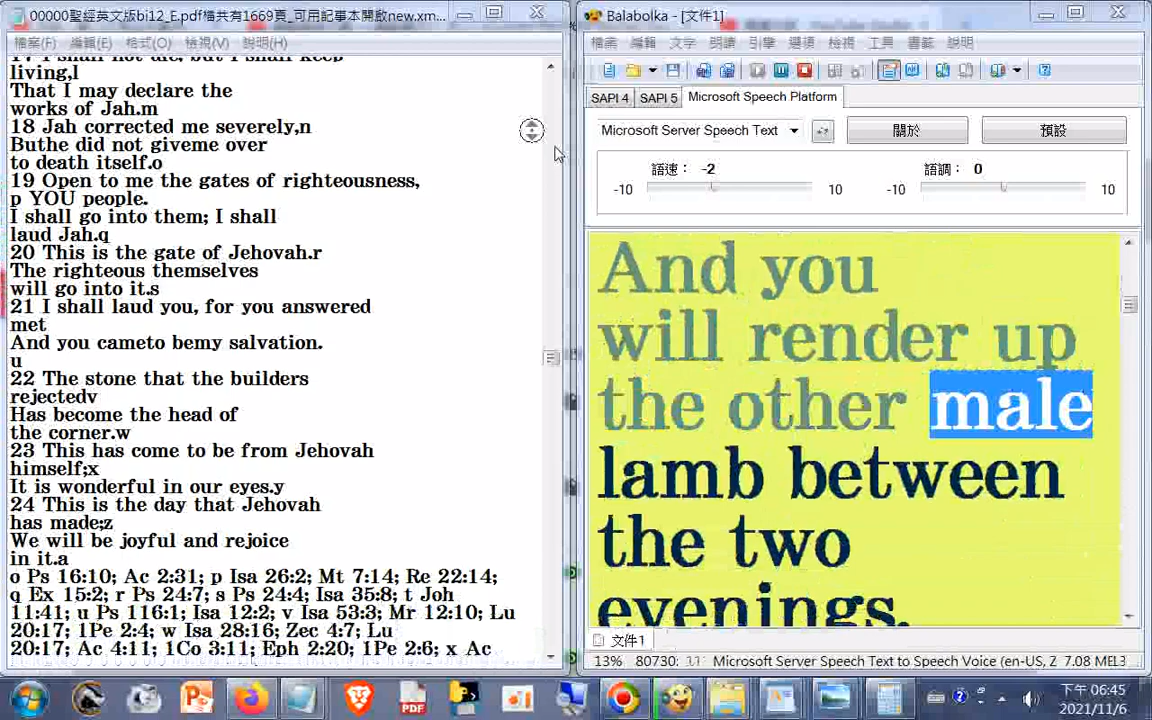 00000聖經英文版bi12_E.pdf檔共有1669頁_可用記事本開啟new.xm...
檔案(F) 編輯(E) 格式(O) 檢視(V) 說明(H)
17 I shall not die, but I shall keep
living,l
That I may declare the
works of Jah.m
18 Jah corrected me severely,n
Buthe did not giveme over
to death itself.o
19 Open to me the gates of righteousness,
p YOU people.
I shall go into them; I shall
laud Jah.q
20 This is the gate of Jehovah.r
The righteous themselves
will go into it.s
21 I shall laud you, for you answered
met
And you cameto bemy salvation.
u
22 The stone that the builders
rejectedv
Has become the head of
the corner.w
23 This has come to be from Jehovah
himself;x
It is wonderful in our eyes.y
24 This is the day that Jehovah
has made;z
We will be joyful and rejoice
in it.a
o Ps 16:10; Ac 2:31; p Isa 26:2; Mt 7:14; Re 22:14;
q Ex 15:2; r Ps 24:7; s Ps 24:4; Isa 35:8; t Joh
11:41; u Ps 116:1; Isa 12:2; v Isa 53:3; Mr 12:10; Lu
20:17; 1Pe 2:4; w Isa 28:16; Zec 4:7; Lu
20:17; Ac 4:11; 1Co 3:11; Eph 2:20; 1Pe 2:6; x Ac
Balabolka - [文件1]
檔案 編輯 文字 朗讀 引擎 選項 檢視 工具 書籤 說明
SAPI 4 SAPI 5 Microsoft Speech Platform
Microsoft Server Speech Text 關於 預設
語速： -2 語調： 0
-10 10 -10 10
And you
will render up
the other male
lamb between
the two
evenings.
文件1
13% Microsoft Server Speech Text to Speech Voice (en-US, Z 7.08
PDF
下午 06:45
2021/11/6